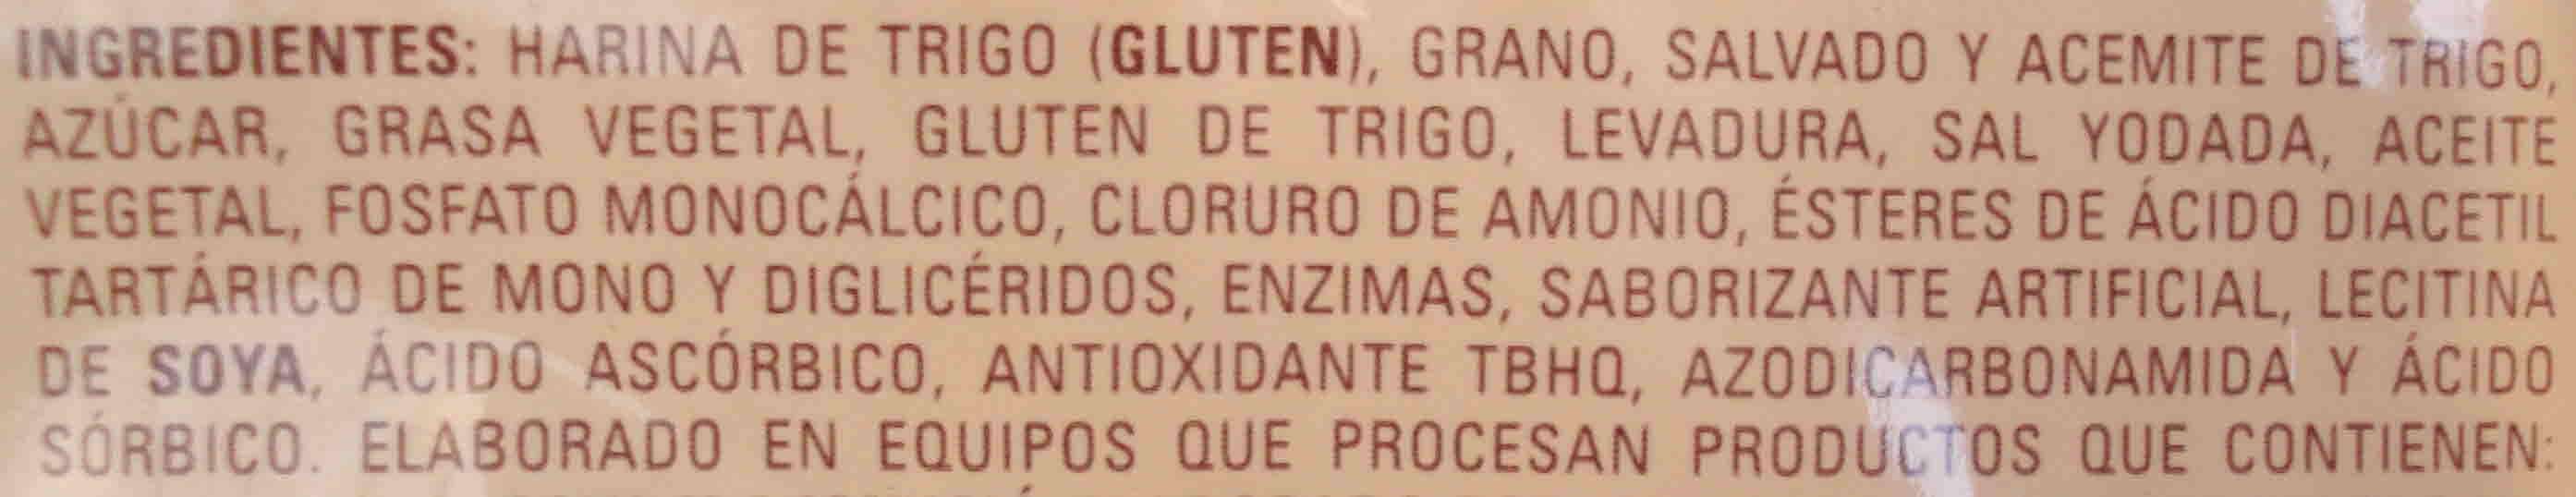 INGREDIENTES: HARINA DE TRIGO (GLUTEN), GRANO, SALVADO Y ACEMITE DE TRIGO,
AZÚCAR, GRASA VEGETAL, GLUTEN DE TRIGO, LEVADURA, SAL YODADA, ACEITE
VEGETAL, FOSFATO MONOCÁLCICO, CLORURO DE AMONIO, ÉSTERES DE ÁCIDO DIACETIL
TARTÁRICO DE MONO Y DIGLICÉRIDOS, ENZIMAS, SABORIZANTE ARTIFICIAL, LECITINA
DE SOYA, ÁCIDO ASCÓRBICO, ANTIOXIDANTE TBHQ, AZODICARBONAMIDA Y ÁCIDO
SÓRBICO. ELABORADO EN EQUIPOS QUE PROCESAN PRODUCTOS QUE CONTIENEN: